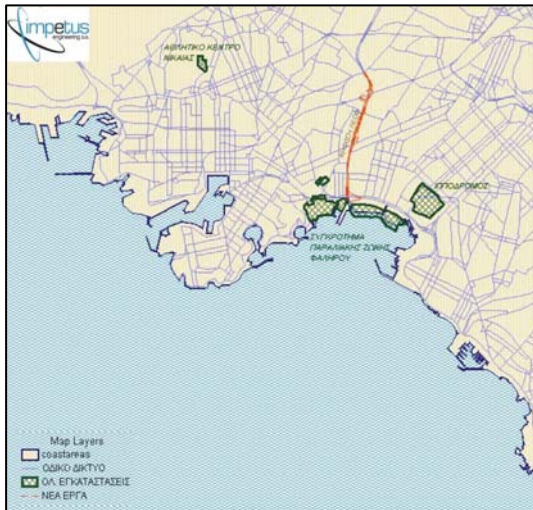 impetus
engineering s.a.
ΑΘΛΗΤΙΚΟ ΚΕΝΤΡΟ
ΝΙΚΑΙΑΣ
ΙΠΠΟΔΡΟΜΟΣ
ΣΥΓΚΡΟΤΗΜΑ
ΠΑΡΑΛΙΑΚΗΣ ΖΩΝΗΣ
ΦΑΛΗΡΟΥ
Map Layers
coastareas
ΟΔΙΚΟ ΔΙΚΤΥΟ
ΟΛ. ΕΓΚΑΤΑΣΤΑΣΕΙΣ
ΝΕΑ ΕΡΓΑ